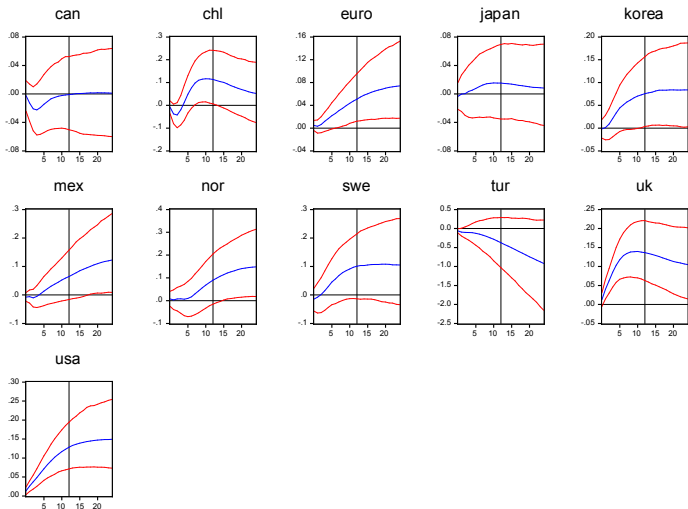 can chl euro japan korea
.08 .3 .16 .08 .20
.04 .2 .12 .04 .15
.00 .1 .08 .00 .10
-.04 .0 .04 -.04 .05
-.08 -.1 .00 -.08 .00
-.2 -.04 -.05
5 10 15 20 5 10 15 20 5 10 15 20 5 10 15 20 5 10 15 20
mex nor swe tur uk
.3 .4 .3 0.5 .25
.2 .3 .2 0.0 .20
.1 .2 .1 -0.5 .15
.0 .1 .0 -1.0 .10
-.1 .0 -.1 -1.5 .05
-.1 -2.0 .00
-2.5 -.05
5 10 15 20 5 10 15 20 5 10 15 20 5 10 15 20 5 10 15 20
usa
.30
.25
.20
.15
.10
.05
.00
5 10 15 20